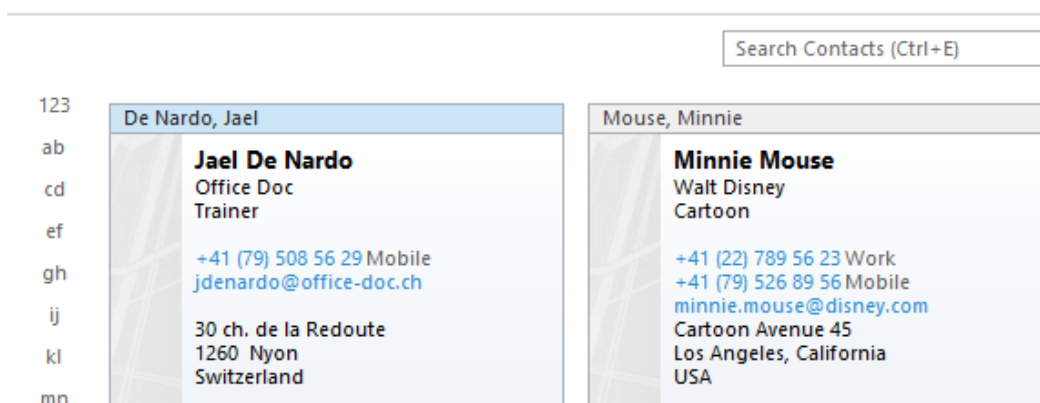 Search Contacts (Ctrl+E)
123
ab
cd
ef
gh
ij
kl
mn
De Nardo, Jael
Jael De Nardo
Office Doc
Trainer
+41 (79) 508 56 29 Mobile
jdenardo@office-doc.ch
30 ch. de la Redoute
1260 Nyon
Switzerland
Mouse, Minnie
Minnie Mouse
Walt Disney
Cartoon
+41 (22) 789 56 23 Work
+41 (79) 526 89 56 Mobile
minnie.mouse@disney.com
Cartoon Avenue 45
Los Angeles, California
USA